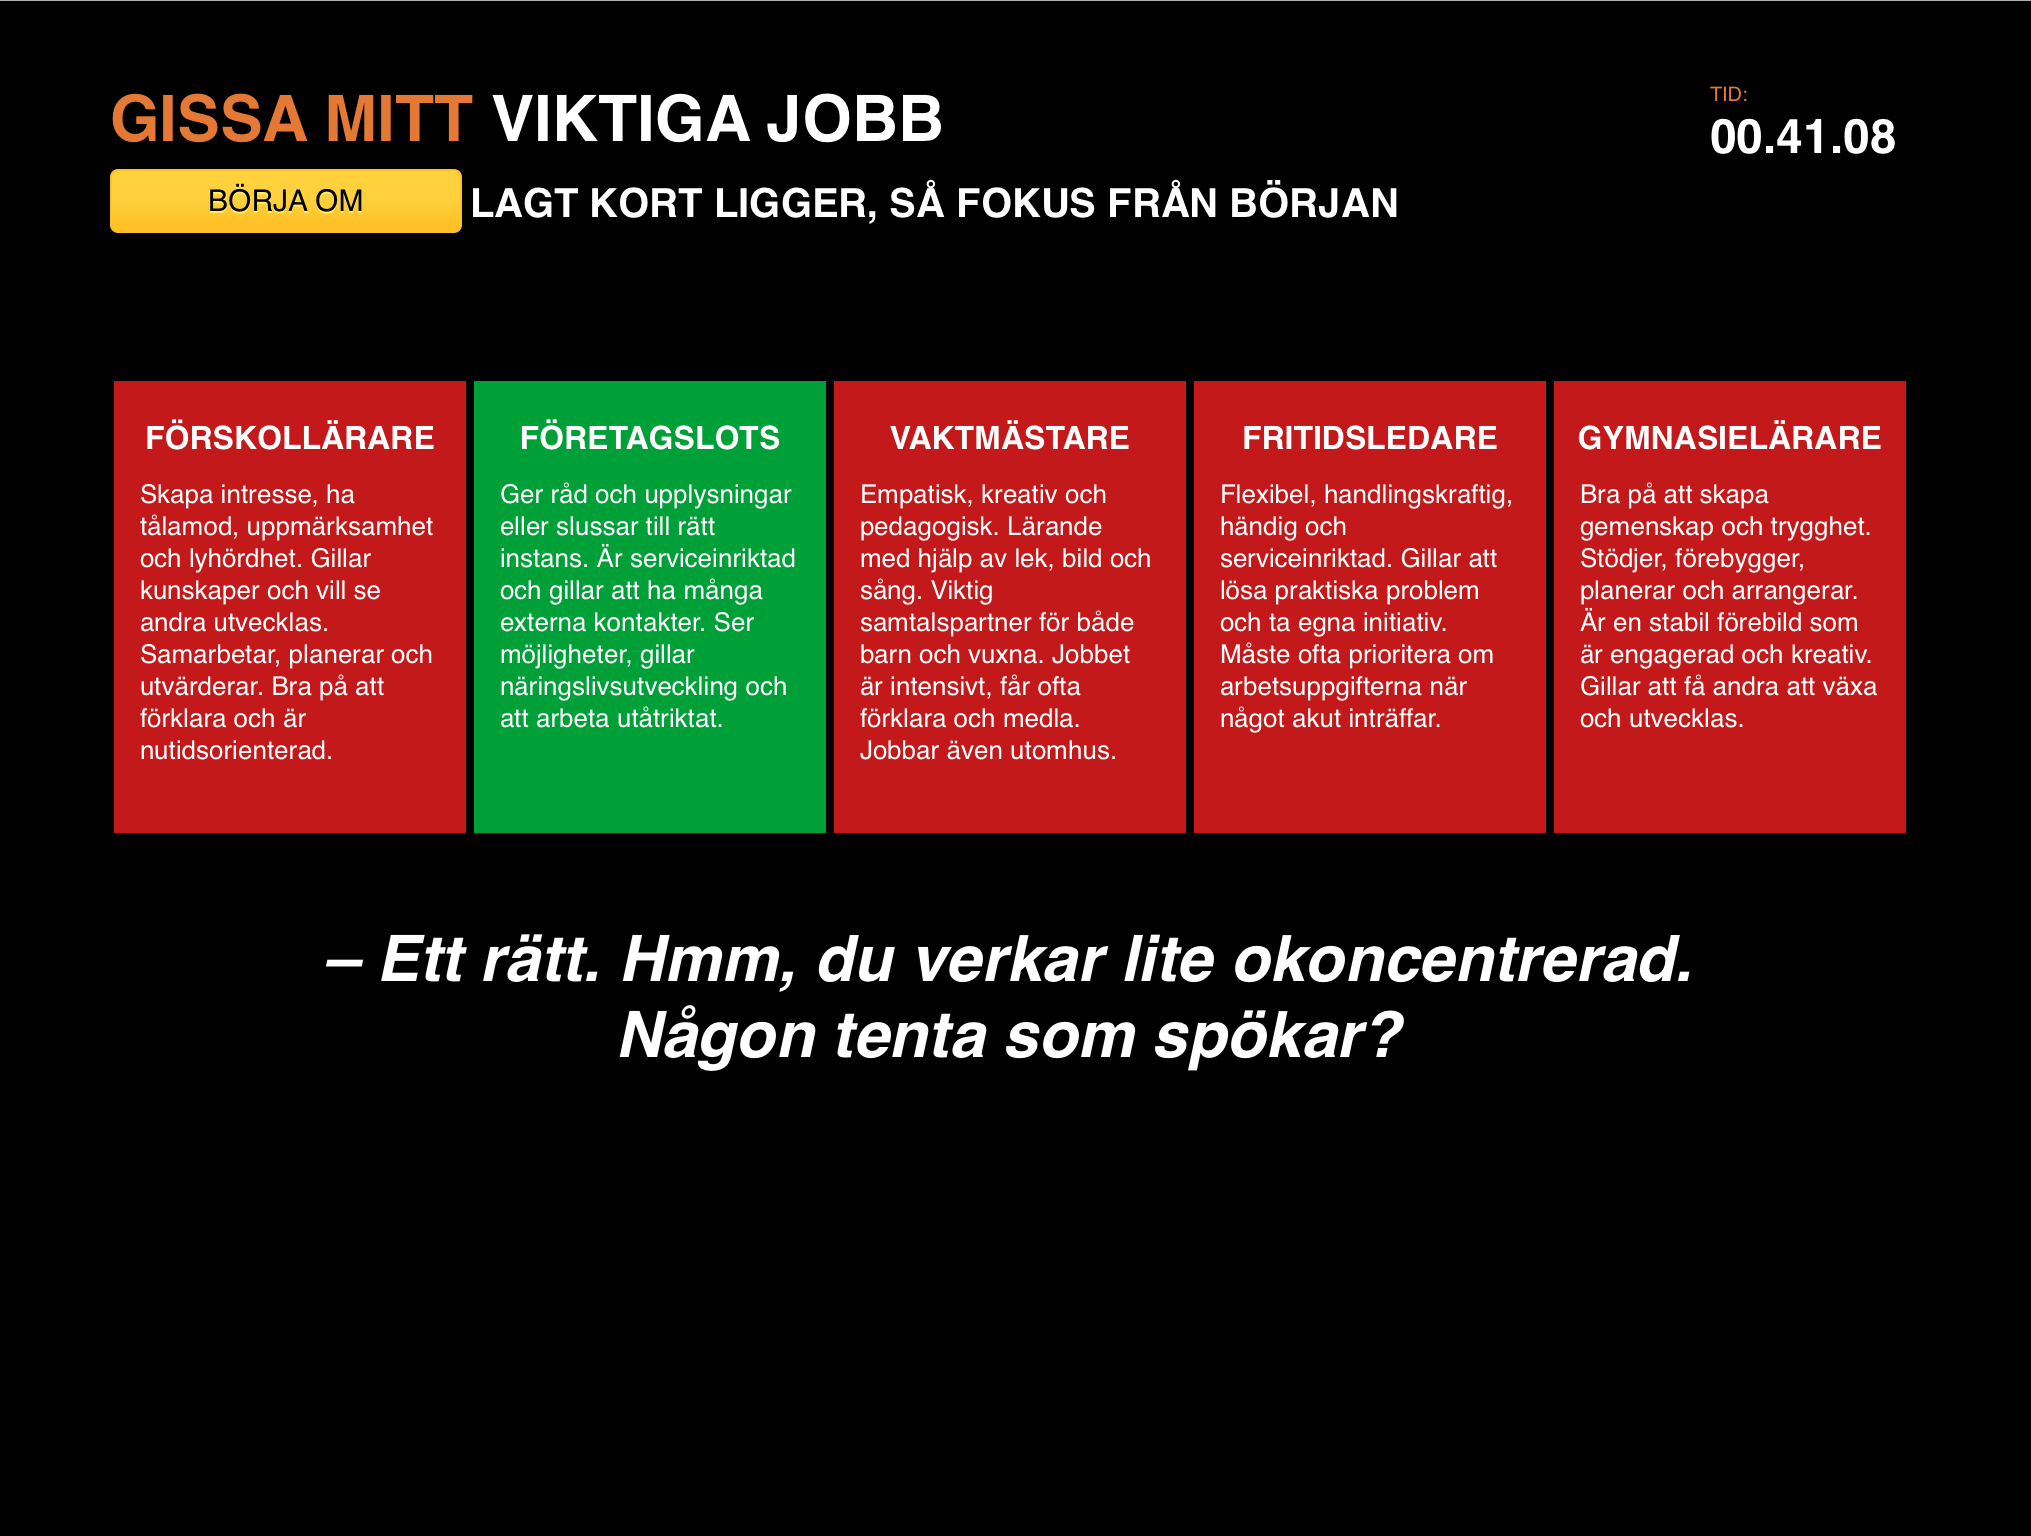 GISSA MITT VIKTIGA JOBB
TID:
00.41.08
BÖRJA OM
LAGT KORT LIGGER, SÅ FOKUS FRÅN BÖRJAN
FÖRSKOLLÄRARE
Skapa intresse, ha
tålamod, uppmärksamhet
och lyhördhet. Gillar
kunskaper och vill se
andra utvecklas.
Samarbetar, planerar och
utvärderar. Bra på att
förklara och är
nutidsorienterad.
FÖRETAGSLOTS
Ger råd och upplysningar
eller slussar till rätt
instans. Är serviceinriktad
och gillar att ha många
externa kontakter. Ser
möjligheter, gillar
näringslivsutveckling och
att arbeta utåtriktat.
VAKTMÄSTARE
Empatisk, kreativ och
pedagogisk. Lärande
med hjälp av lek, bild och
sång. Viktig
samtalspartner för både
barn och vuxna. Jobbet
är intensivt, får ofta
förklara och medla.
Jobbar även utomhus.
FRITIDSLEDARE
Flexibel, handlingskraftig,
händig och
serviceinriktad. Gillar att
lösa praktiska problem
och ta egna initiativ.
Måste ofta prioritera om
arbetsuppgifterna när
något akut inträffar.
GYMNASIELÄRARE
Bra på att skapa
gemenskap och trygghet.
Stödjer, förebygger,
planerar och arrangerar.
Är en stabil förebild som
är engagerad och kreativ.
Gillar att få andra att växa
och utvecklas.
– Ett rätt. Hmm, du verkar lite okoncentrerad.
Någon tenta som spökar?